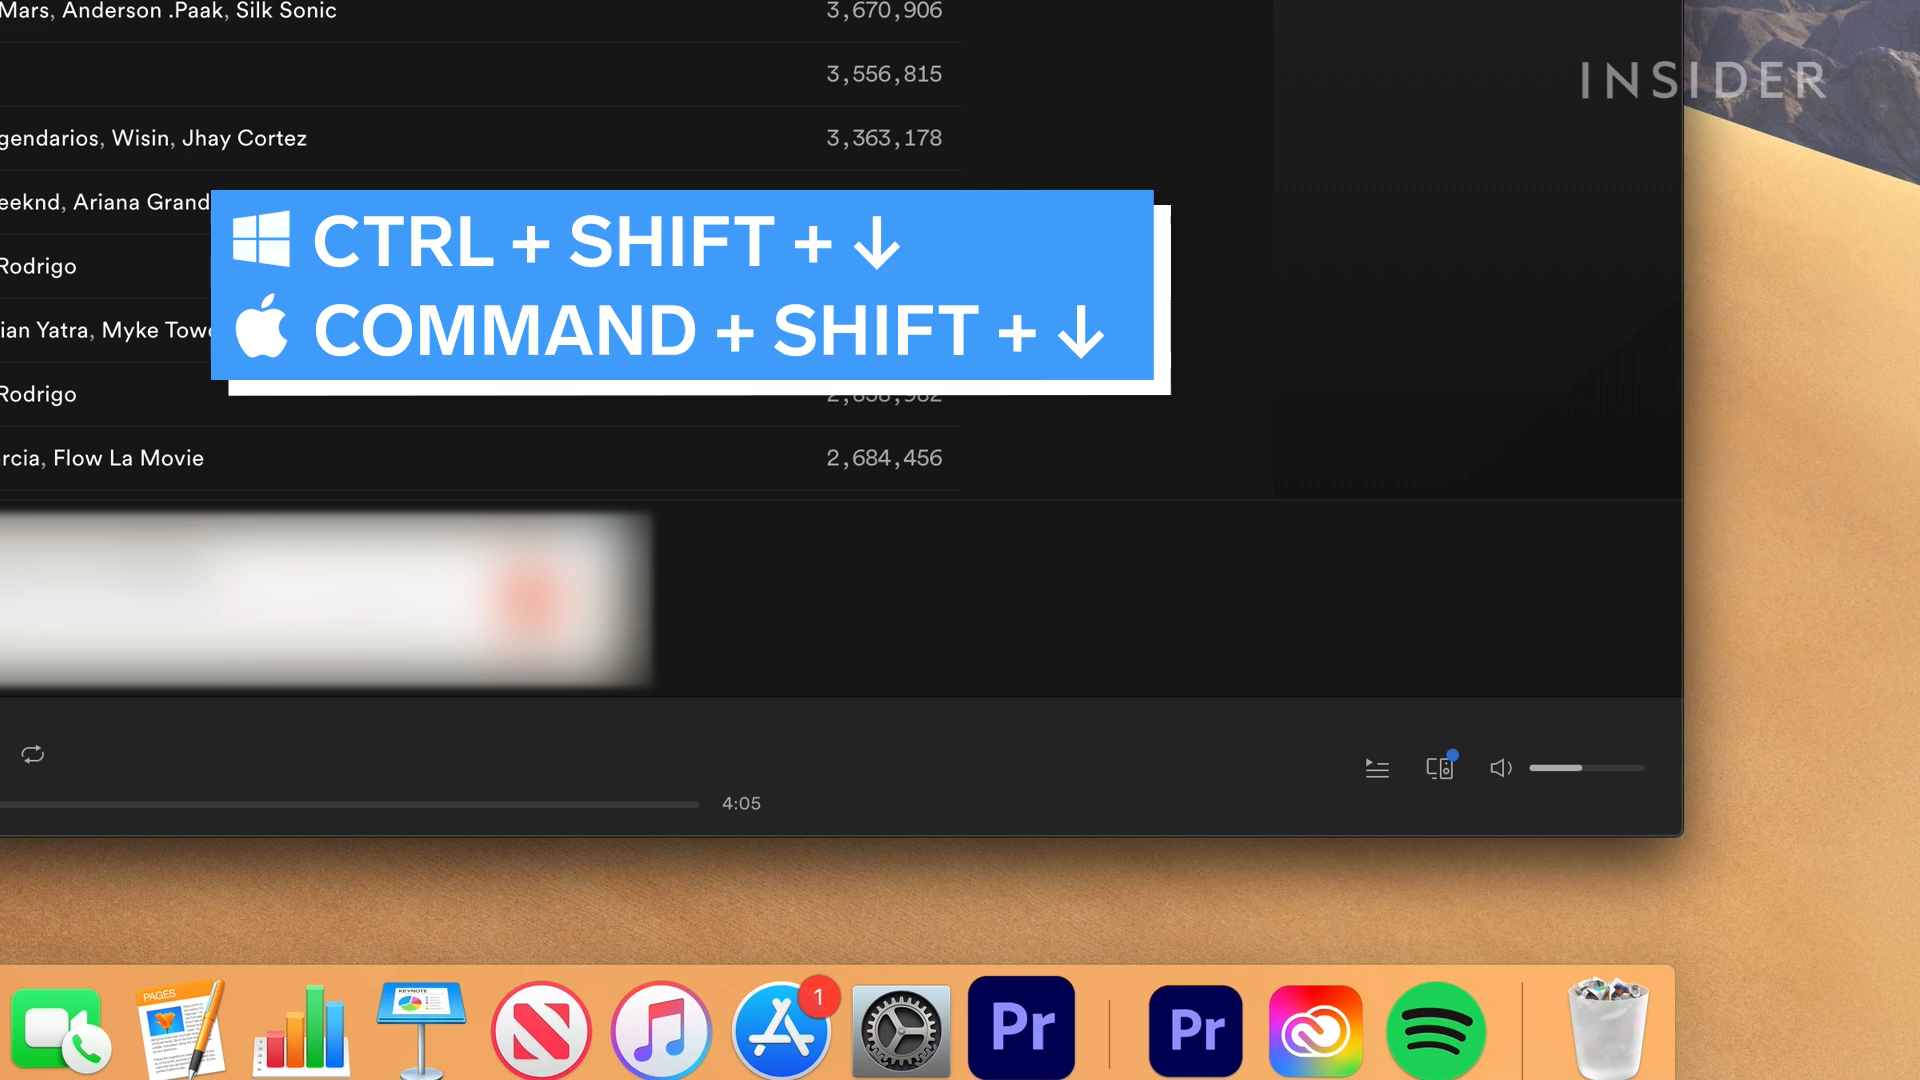 Mars, Anderson .Paak, Silk Sonic 3,670,906
INSIDER
3,556,815
gendarios, Wisin, Jhay Cortez 3,363,178
eeknd, Ariana Grand
CTRL + SHIFT + ↓
Rodrigo
ian Yatra, Myke Towe
COMMAND + SHIFT + ↓
Rodrigo
rcia, Flow La Movie 2,684,456
4:05
PAGES
KEYNOTE
1
Pr
Pr